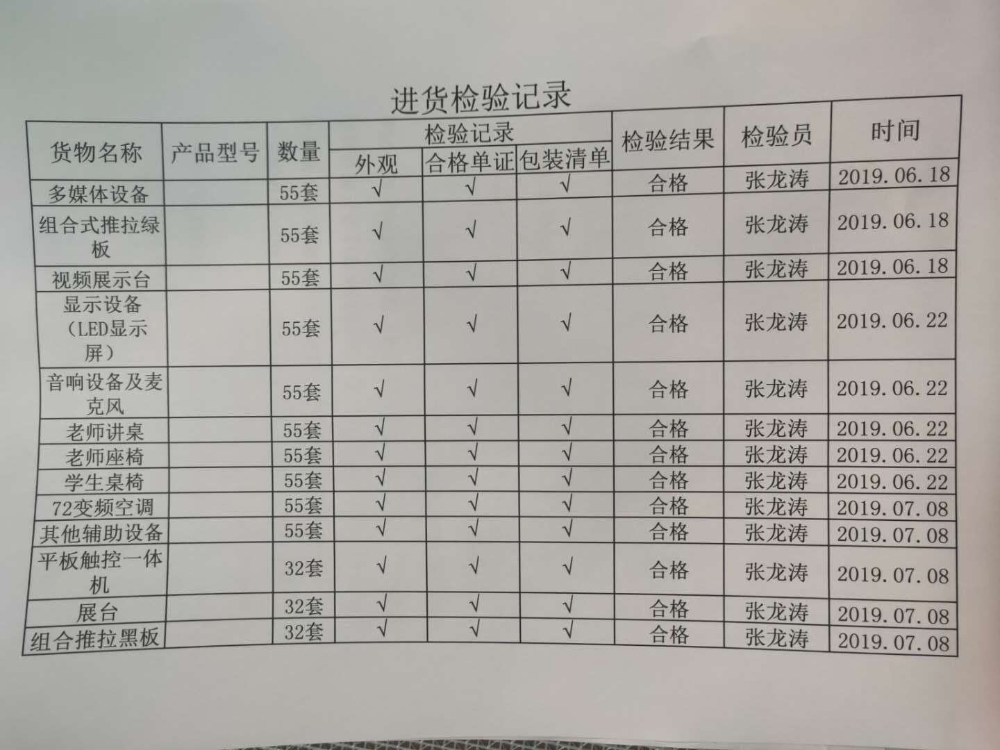 进货检验记录
货物名称 产品型号 数量 检验记录 检验结果 检验员 时间
外观 合格单证 包装清单
多媒体设备 55套 √ √ √ 合格 张龙涛 2019.06.18
组合式推拉绿
板 55套 √ √ √ 合格 张龙涛 2019.06.18
视频展示台 55套 √ √ √ 合格 张龙涛 2019.06.18
显示设备
（LED显示
屏） 55套 √ √ √ 合格 张龙涛 2019.06.22
音响设备及麦
克风 55套 √ √ √ 合格 张龙涛 2019.06.22
老师讲桌 55套 √ √ √ 合格 张龙涛 2019.06.22
老师座椅 55套 √ √ √ 合格 张龙涛 2019.06.22
学生桌椅 55套 √ √ √ 合格 张龙涛 2019.06.22
72变频空调 55套 √ √ √ 合格 张龙涛 2019.07.08
其他辅助设备 55套 √ √ √ 合格 张龙涛 2019.07.08
平板触控一体
机 32套 √ √ √ 合格 张龙涛 2019.07.08
展台 32套 √ √ √ 合格 张龙涛 2019.07.08
组合推拉黑板 32套 √ √ √ 合格 张龙涛 2019.07.08